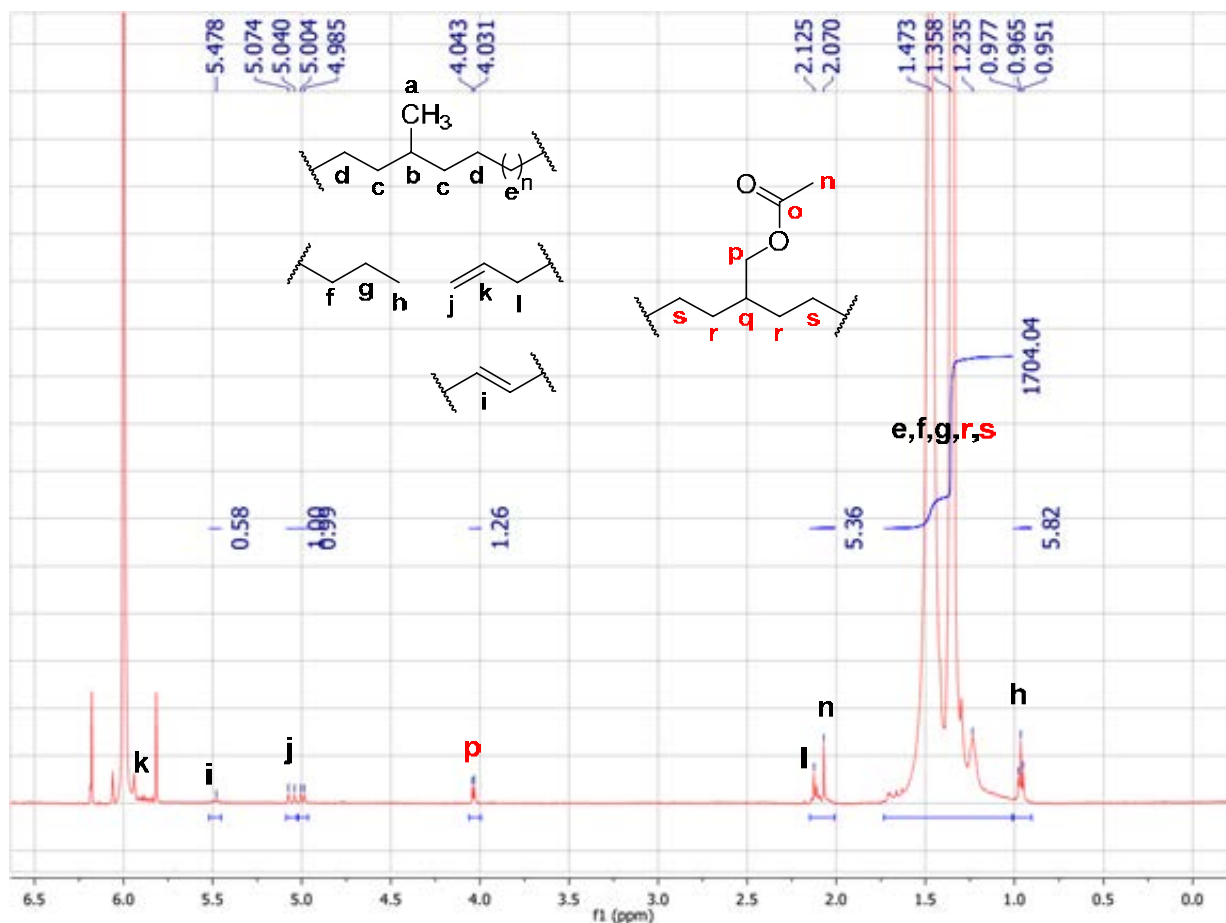 5.478
5.074
5.040
5.004
4.985
4.043
4.031
2.125
2.070
1.473
1.358
1.235
0.977
0.965
0.951
a
CH3
d c b c d e ( )n
O
n
o
O
p
f g h
j k l
s r q r s
i
1704.04
e,f,g,r,s
0.58
1.00
0.99
1.26
5.36
5.82
k
i
j
p
l
n
h
6.5 6.0 5.5 5.0 4.5 4.0 3.5 3.0 2.5 2.0 1.5 1.0 0.5 0.0
f1 (ppm)